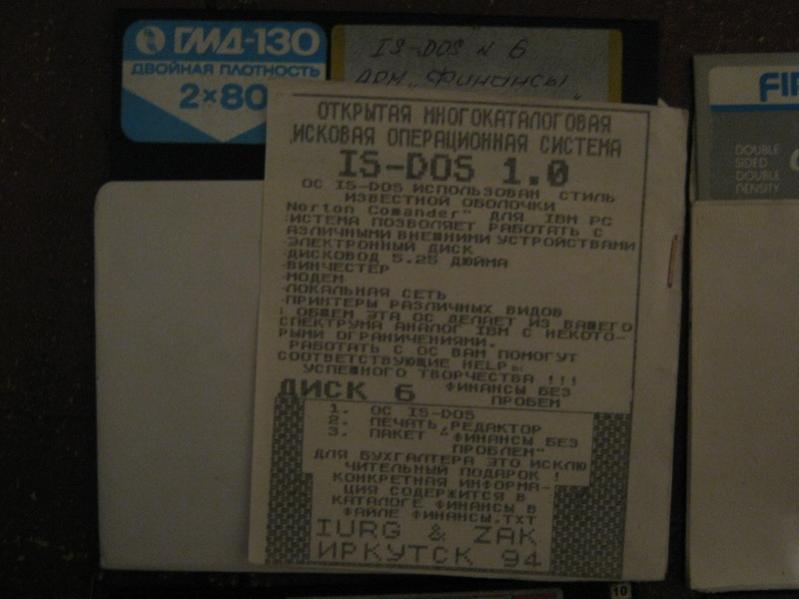 ГМД-130
ДВОЙНАЯ ПЛОТНОСТЬ
2×80
IS-DOS N 6
АРМ "Финансы
ОТКРЫТАЯ МНОГОКАТАЛОГОВАЯ
ИСКОВАЯ ОПЕРАЦИОННАЯ СИСТЕМА
IS-DOS 1.0
ОС IS-DOS ИСПОЛЬЗОВАН СТИЛЬ
ИЗВЕСТНОЙ ОБОЛОЧКИ
Norton Comander" ДЛЯ IBM PC
ИСТЕМА ПОЗВОЛЯЕТ РАБОТАТЬ С
АЗЛИЧНЫМИ ВНЕШНИМИ УСТРОЙСТВАМИ
-ЭЛЕКТРОННЫЙ ДИСК
-ДИСКОВОД 5.25 ДЮЙМА
-ВИНЧЕСТЕР
-МОДЕМ
-ЛОКАЛЬНАЯ СЕТЬ
-ПРИНТЕРЫ РАЗЛИЧНЫХ ВИДОВ
ОБЩЕМ ЭТА ОС ДЕЛАЕТ ИЗ ВАШЕГО
СПЕКТРУМА АНАЛОГ IBM С НЕКОТО-
РЫМИ ОГРАНИЧЕНИЯМИ.
РАБОТАТЬ С ОС ВАМ ПОМОГУТ
СООТВЕТСТВУЮЩИЕ HELPы
УСПЕШНОГО ТВОРЧЕСТВА !!!
ДИСК 6 ФИНАНСЫ БЕЗ
ПРОБЛЕМ
1. ОС IS-DOS
2. ПЕЧАТЬ,РЕДАКТОР
3. ПАКЕТ "ФИНАНСЫ БЕЗ
ПРОБЛЕМ"
ДЛЯ БУХГАЛТЕРА ЭТО ИСКЛЮ
ЧИТЕЛЬНЫЙ ПОДАРОК !
КОНКРЕТНАЯ ИНФОРМА-
ЦИЯ СОДЕРЖИТСЯ В
КАТАЛОГЕ ФИНАНСЫ В
ФАЙЛЕ ФИНАНСЫ.TXT
IURG & ZAK
ИРКУТСК 94
DOUBLE
SIDED
DOUBLE
DENSITY
10